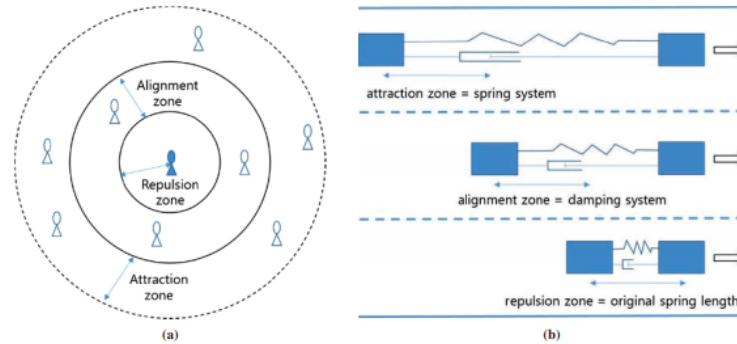 Alignment
zone
Repulsion
zone
Attraction
zone
(a)
attraction zone = spring system
alignment zone = damping system
repulsion zone = original spring length
(b)